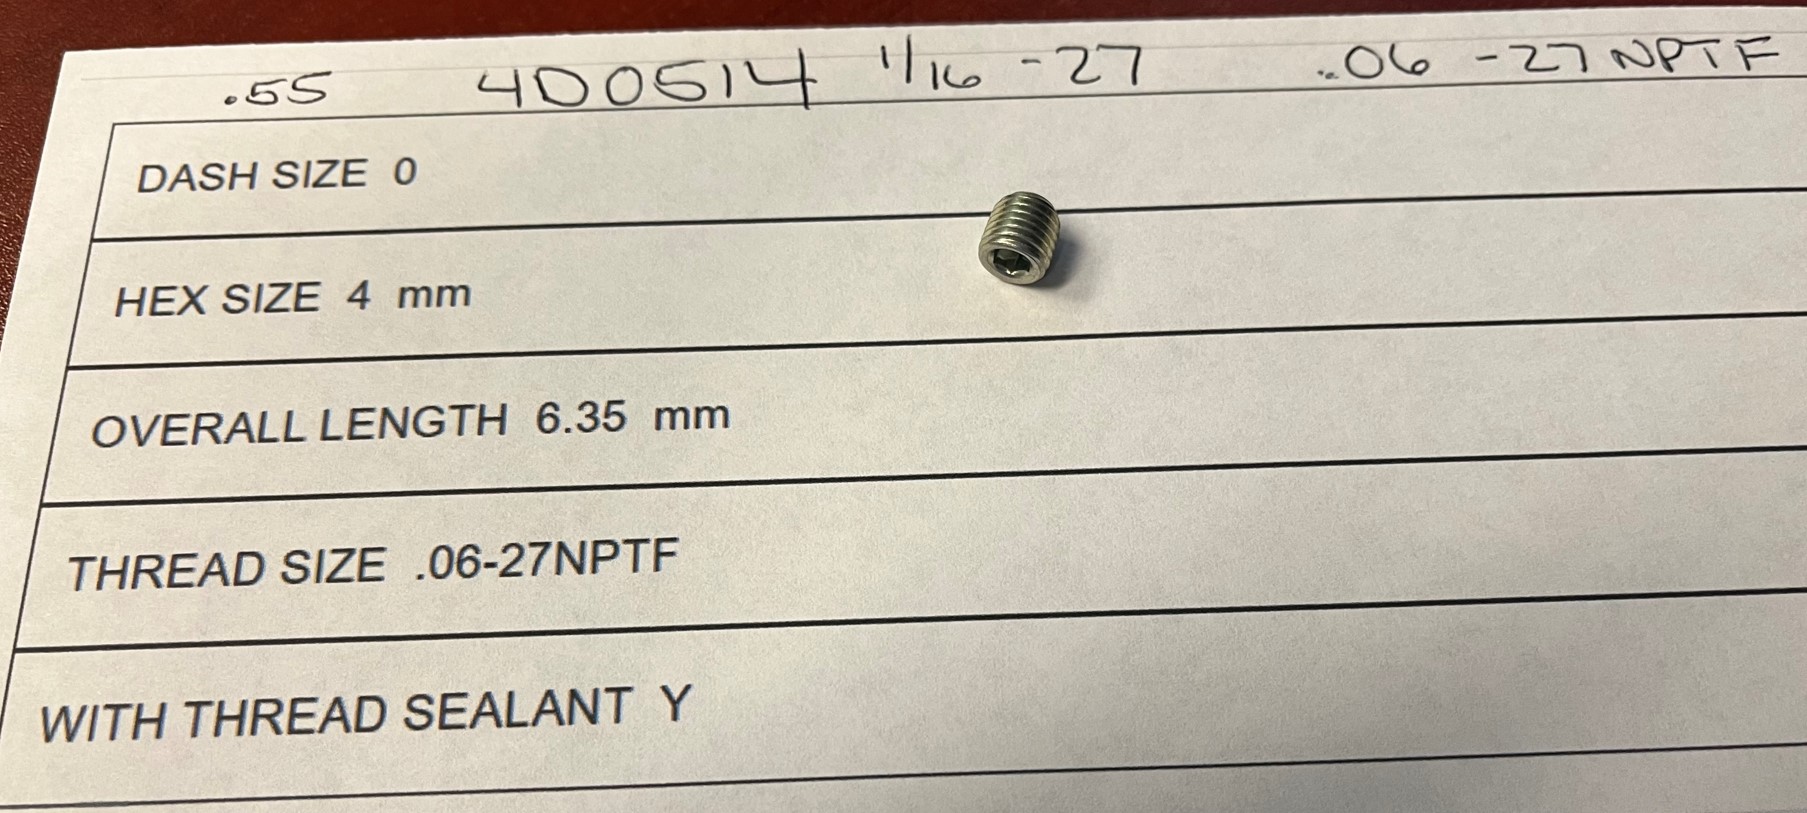 .55 4D0514 1/16 -27 .06 -27 NPTF
DASH SIZE 0
HEX SIZE 4 mm
OVERALL LENGTH 6.35 mm
THREAD SIZE .06-27NPTF
WITH THREAD SEALANT Y